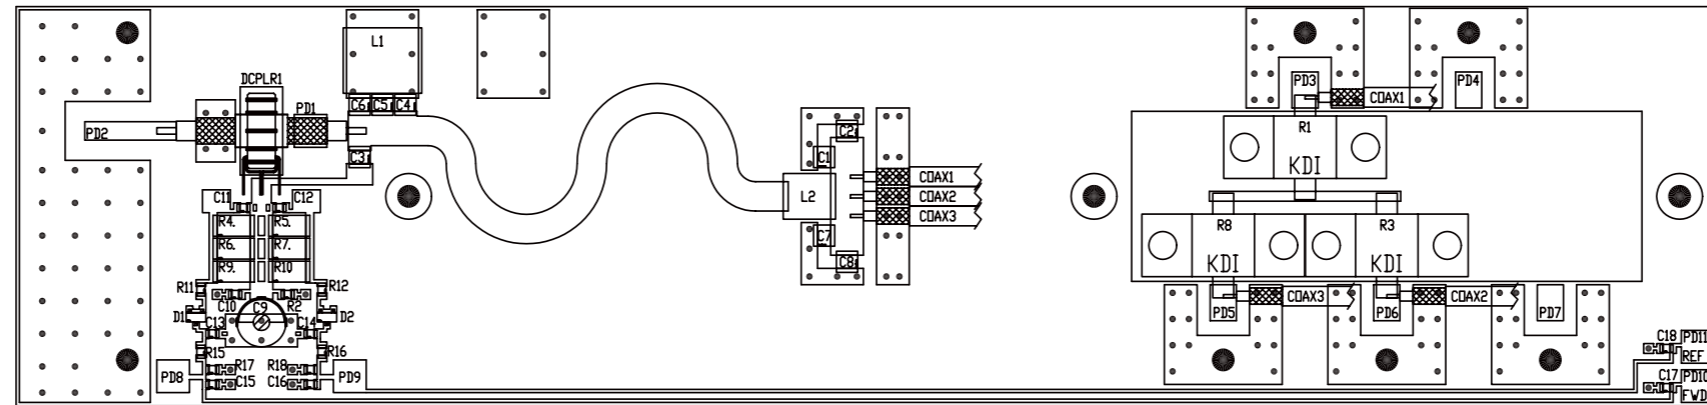 L1
DCPLR1
PD1
C6 C5 C4
PD2
C3
C2
C1
COAX1
COAX2
COAX3
L2
C7
C8
C11 C12
R4. R5.
R6. R7.
R9. R10
R11 R12
C10 C9 R2
D1 D2
C13 C14
R15 R16
R17 R18
PD8 C15 C16 PD9
PD3 PD4
COAX1
R1
KDI
R8 R3
KDI KDI
COAX3 COAX2
PD5 PD6 PD7
C18 PD11
REF
C17 PD10
FWD